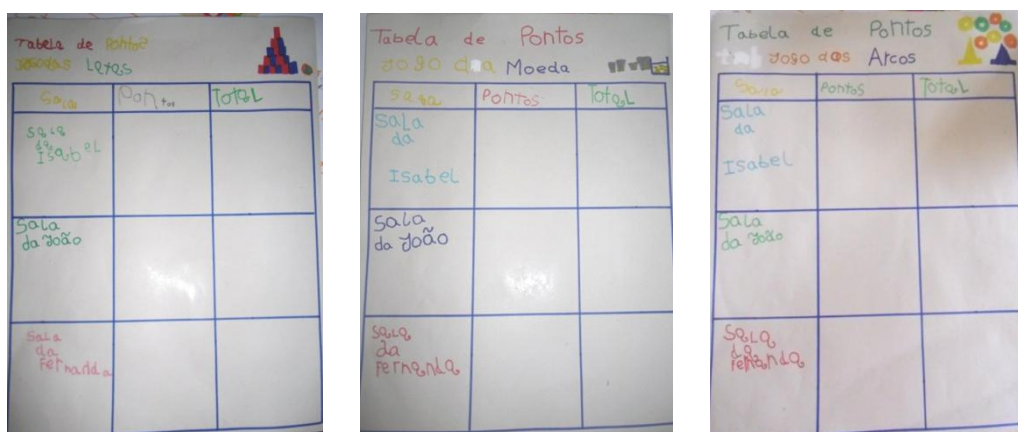 Tabela de Pontos
Jogo das Latas
Sala Pontos Total
Sala
da
Isabel
Sala
da João
Sala
da
Fernanda
Tabela de Pontos
Jogo da Moeda
Sala Pontos Total
Sala
da
Isabel
Sala
da João
Sala
da
Fernanda
Tabela de Pontos
Jogo dos Arcos
Sala Pontos Total
Sala
da
Isabel
Sala
da João
Sala
da
Fernanda